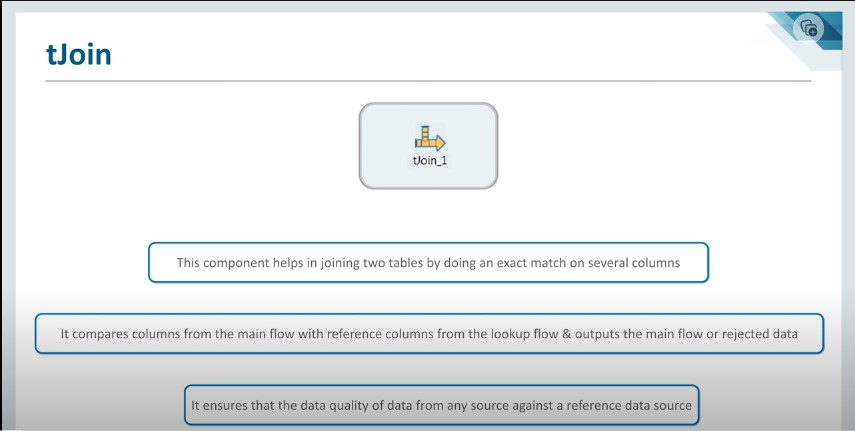 tJoin
tJoin_1
This component helps in joining two tables by doing an exact match on several columns
It compares columns from the main flow with reference columns from the lookup flow & outputs the main flow or rejected data
It ensures that the data quality of data from any source against a reference data source